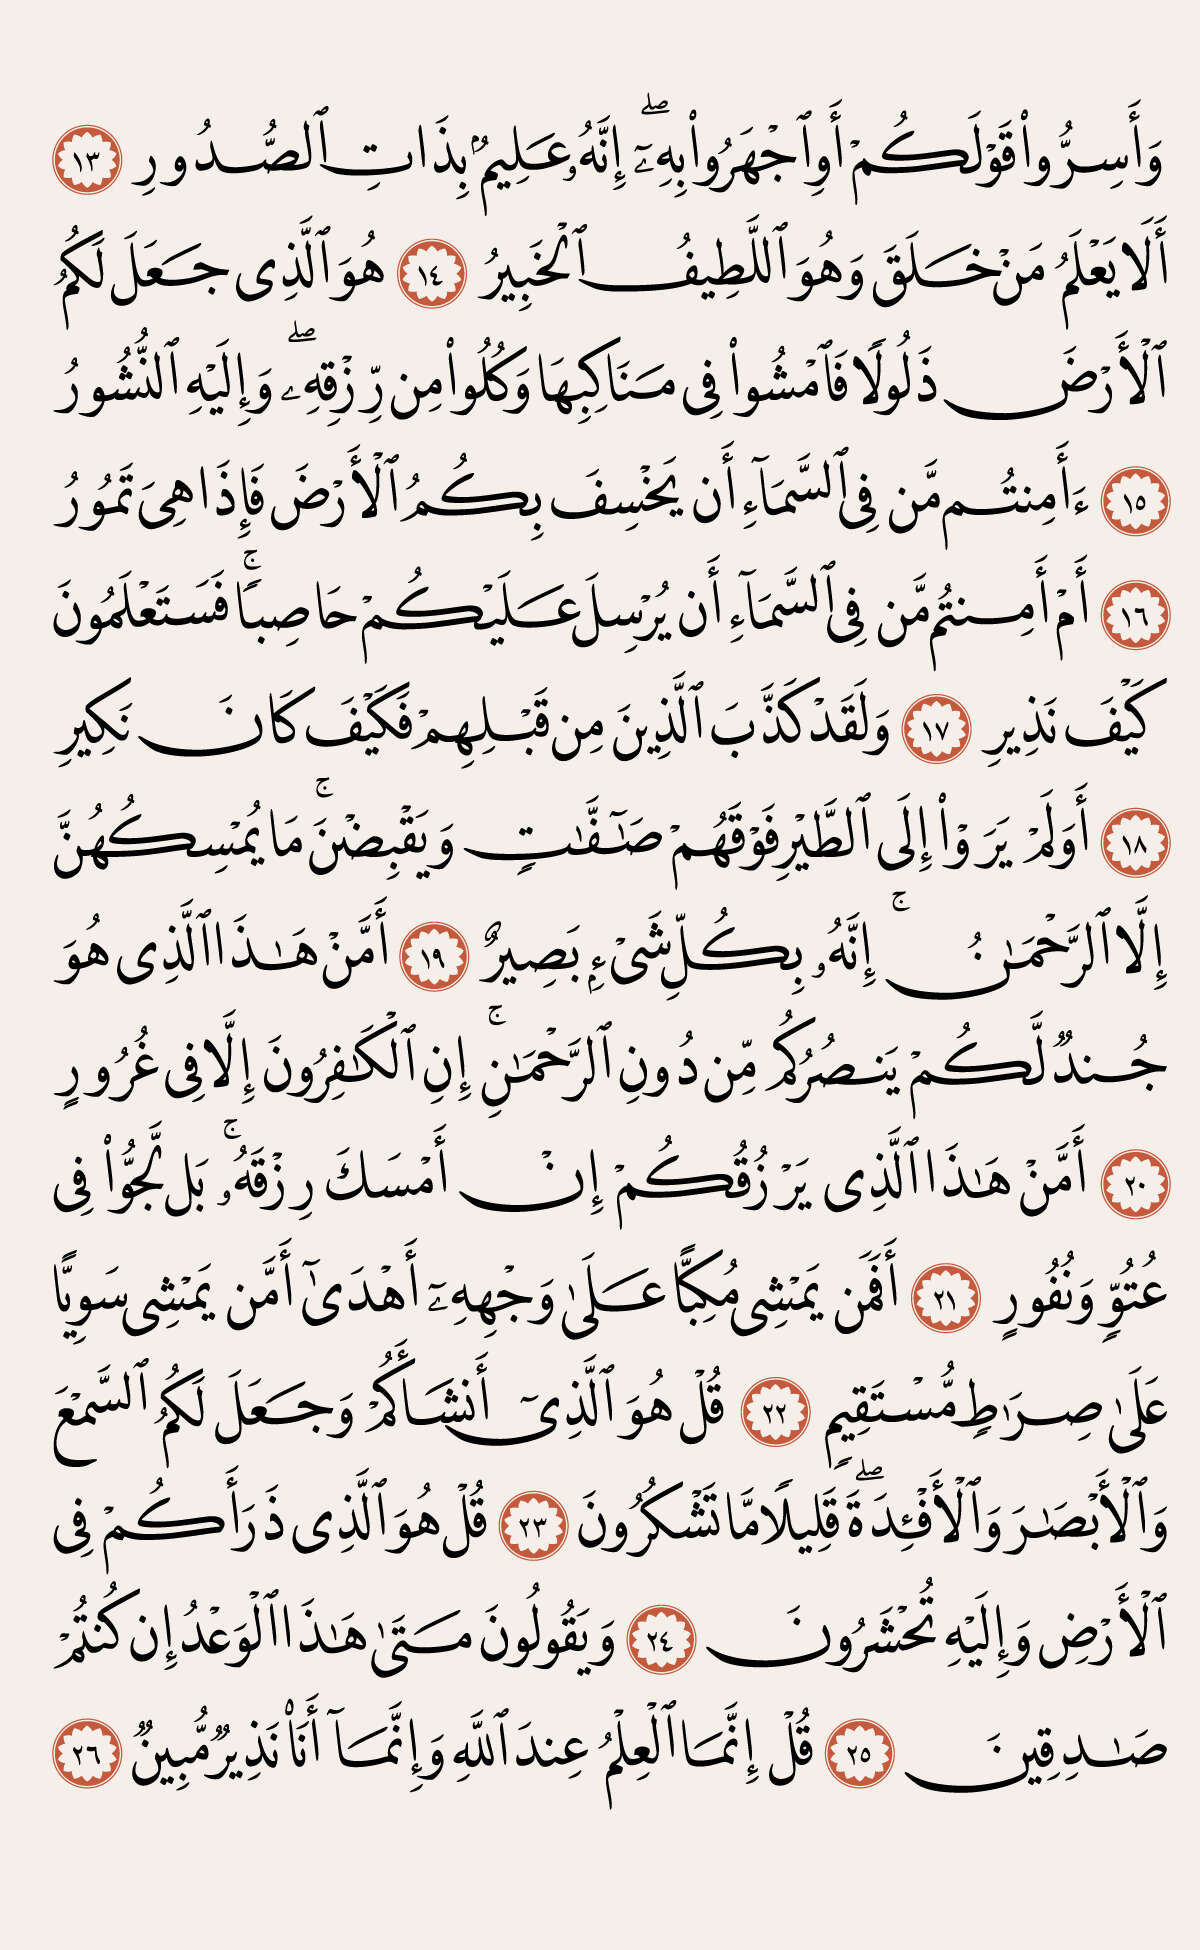 وَأَسِرُّوا۟ قَوْلَكُمْ أَوِ ٱجْهَرُوا۟ بِهِۦٓ ۖ إِنَّهُۥ عَلِيمٌۢ بِذَاتِ ٱلصُّدُورِ ١٣
أَلَا يَعْلَمُ مَنْ خَلَقَ وَهُوَ ٱللَّطِيفُ ٱلْخَبِيرُ ١٤ هُوَ ٱلَّذِى جَعَلَ لَكُمُ
ٱلْأَرْضَ ذَلُولًا فَٱمْشُوا۟ فِى مَنَاكِبِهَا وَكُلُوا۟ مِن رِّزْقِهِۦ ۖ وَإِلَيْهِ ٱلنُّشُورُ
١٥ ءَأَمِنتُم مَّن فِى ٱلسَّمَآءِ أَن يَخْسِفَ بِكُمُ ٱلْأَرْضَ فَإِذَا هِىَ تَمُورُ
١٦ أَمْ أَمِنتُم مَّن فِى ٱلسَّمَآءِ أَن يُرْسِلَ عَلَيْكُمْ حَاصِبًا ۖ فَسَتَعْلَمُونَ
كَيْفَ نَذِيرِ ١٧ وَلَقَدْ كَذَّبَ ٱلَّذِينَ مِن قَبْلِهِمْ فَكَيْفَ كَانَ نَكِيرِ
١٨ أَوَلَمْ يَرَوْا۟ إِلَى ٱلطَّيْرِ فَوْقَهُمْ صَـٰٓفَّـٰتٍ وَيَقْبِضْنَ ۚ مَا يُمْسِكُهُنَّ
إِلَّا ٱلرَّحْمَـٰنُ ۚ إِنَّهُۥ بِكُلِّ شَىْءٍۭ بَصِيرٌ ١٩ أَمَّنْ هَـٰذَا ٱلَّذِى هُوَ
جُندٌ لَّكُمْ يَنصُرُكُم مِّن دُونِ ٱلرَّحْمَـٰنِ ۚ إِنِ ٱلْكَـٰفِرُونَ إِلَّا فِى غُرُورٍ
٢٠ أَمَّنْ هَـٰذَا ٱلَّذِى يَرْزُقُكُمْ إِنْ أَمْسَكَ رِزْقَهُۥ ۚ بَل لَّجُّوا۟ فِى
عُتُوٍّ وَنُفُورٍ ٢١ أَفَمَن يَمْشِى مُكِبًّا عَلَىٰ وَجْهِهِۦٓ أَهْدَىٰٓ أَمَّن يَمْشِى سَوِيًّا
عَلَىٰ صِرَٰطٍ مُّسْتَقِيمٍ ٢٢ قُلْ هُوَ ٱلَّذِىٓ أَنشَأَكُمْ وَجَعَلَ لَكُمُ ٱلسَّمْعَ
وَٱلْأَبْصَـٰرَ وَٱلْأَفْـِٔدَةَ ۖ قَلِيلًا مَّا تَشْكُرُونَ ٢٣ قُلْ هُوَ ٱلَّذِى ذَرَأَكُمْ فِى
ٱلْأَرْضِ وَإِلَيْهِ تُحْشَرُونَ ٢٤ وَيَقُولُونَ مَتَىٰ هَـٰذَا ٱلْوَعْدُ إِن كُنتُمْ
صَـٰدِقِينَ ٢٥ قُلْ إِنَّمَا ٱلْعِلْمُ عِندَ ٱللَّهِ وَإِنَّمَآ أَنَا۠ نَذِيرٌ مُّبِينٌ ٢٦